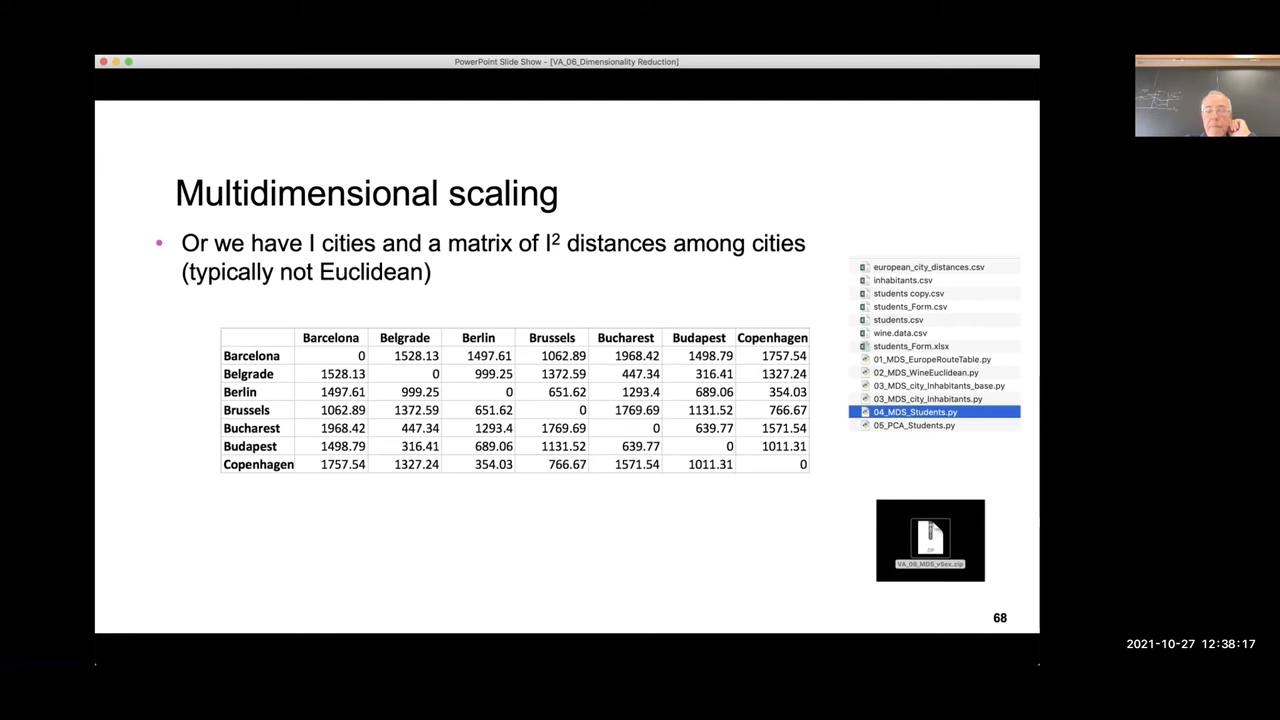 PowerPoint Slide Show - [VA_06_Dimensionality Reduction]
Multidimensional scaling
• Or we have I cities and a matrix of I² distances among cities
(typically not Euclidean)
Barcelona Belgrade Berlin Brussels Bucharest Budapest Copenhagen
Barcelona 0 1528.13 1497.61 1062.89 1968.42 1498.79 1757.54
Belgrade 1528.13 0 999.25 1372.59 447.34 316.41 1327.24
Berlin 1497.61 999.25 0 651.62 1293.4 689.06 354.03
Brussels 1062.89 1372.59 651.62 0 1769.69 1131.52 766.67
Bucharest 1968.42 447.34 1293.4 1769.69 0 639.77 1571.54
Budapest 1498.79 316.41 689.06 1131.52 639.77 0 1011.31
Copenhagen 1757.54 1327.24 354.03 766.67 1571.54 1011.31 0
european_city_distances.csv
inhabitants.csv
students copy.csv
students_Form.csv
students.csv
wine.data.csv
students_Form.xlsx
01_MDS_EuropeRouteTable.py
02_MDS_WineEuclidean.py
03_MDS_city_Inhabitants_base.py
03_MDS_city_Inhabitants.py
04_MDS_Students.py
05_PCA_Students.py
ZIP
68
2021-10-27 12:38:17